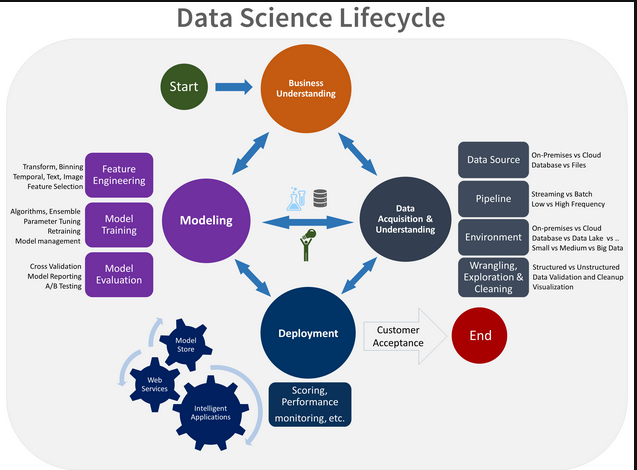 Data Science Lifecycle
Start
Business
Understanding
Transform, Binning
Temporal, Text, Image
Feature Selection
Feature
Engineering
Algorithms, Ensemble
Parameter Tuning
Retraining
Model management
Model
Training
Cross Validation
Model Reporting
A/B Testing
Model
Evaluation
Modeling
Data
Acquisition &
Understanding
Data Source
On-Premises vs Cloud
Database vs Files
Pipeline
Streaming vs Batch
Low vs High Frequency
Environment
On-premises vs Cloud
Database vs Data Lake vs ..
Small vs Medium vs Big Data
Wrangling,
Exploration &
Cleaning
Structured vs Unstructured
Data Validation and Cleanup
Visualization
Deployment
Customer
Acceptance
End
Scoring,
Performance
monitoring, etc.
Model
Store
Web
Services
Intelligent
Applications